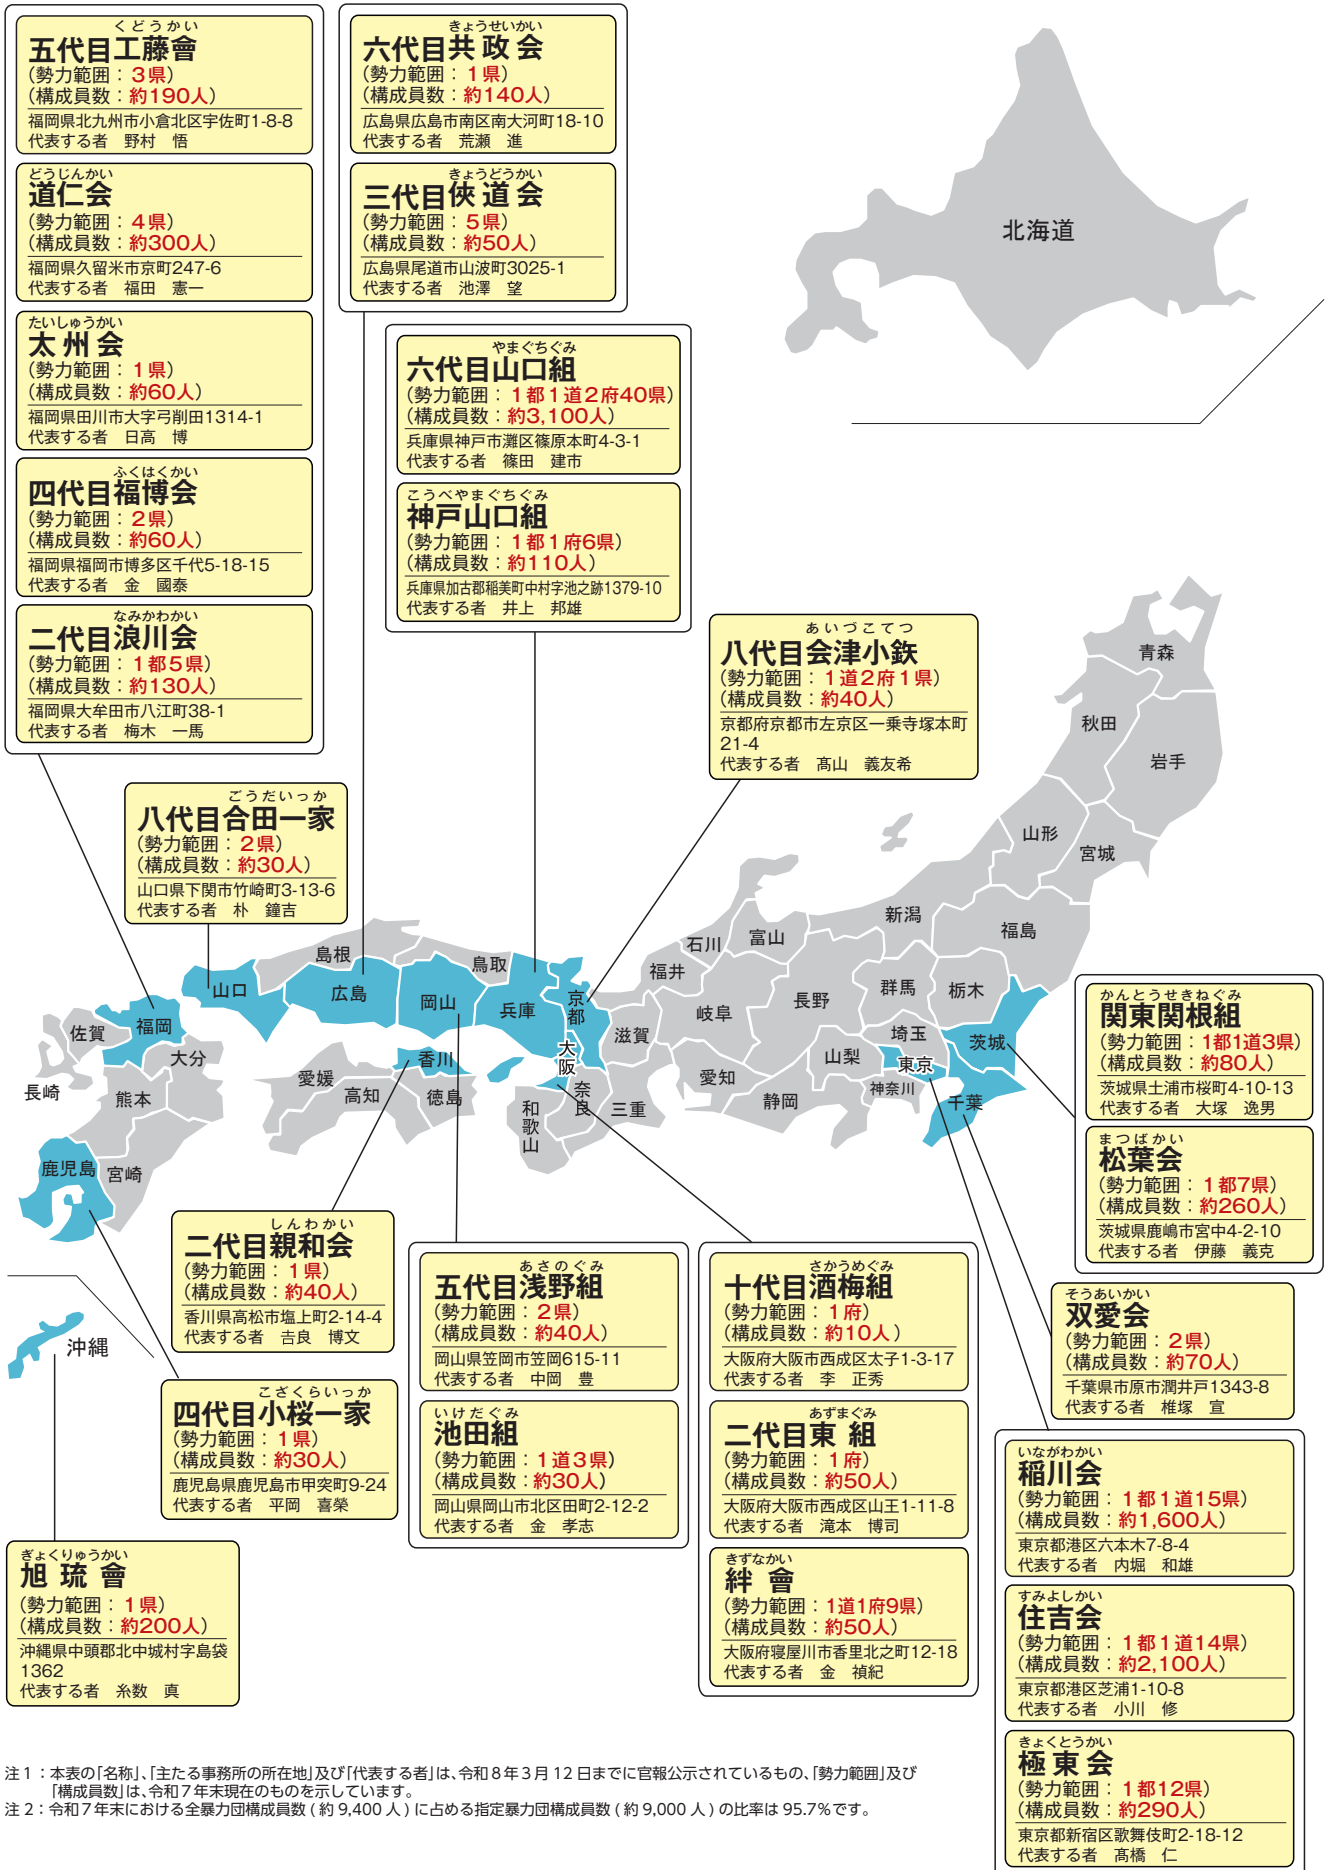 くどうかい
五代目工藤會
(勢力範囲：3県)
(構成員数：約190人)
福岡県北九州市小倉北区宇佐町1-8-8
代表する者 野村 悟
どうじんかい
道仁会
(勢力範囲：4県)
(構成員数：約300人)
福岡県久留米市京町247-6
代表する者 福田 憲一
たいしゅうかい
太州会
(勢力範囲：1県)
(構成員数：約60人)
福岡県田川市大字弓削田1314-1
代表する者 日高 博
ふくはくかい
四代目福博会
(勢力範囲：2県)
(構成員数：約60人)
福岡県福岡市博多区千代5-18-15
代表する者 金 國泰
なみかわかい
二代目浪川会
(勢力範囲：1都5県)
(構成員数：約130人)
福岡県大牟田市八江町38-1
代表する者 梅木 一馬
きょうせいかい
六代目共政会
(勢力範囲：1県)
(構成員数：約140人)
広島県広島市南区南大河町18-10
代表する者 荒瀬 進
きょうどうかい
三代目俠道会
(勢力範囲：5県)
(構成員数：約50人)
広島県尾道市山波町3025-1
代表する者 池澤 望
やまぐちぐみ
六代目山口組
(勢力範囲：1都1道2府40県)
(構成員数：約3,100人)
兵庫県神戸市灘区篠原本町4-3-1
代表する者 篠田 建市
こうべやまぐちぐみ
神戸山口組
(勢力範囲：1都1府6県)
(構成員数：約110人)
兵庫県加古郡稲美町中村字池之跡1379-10
代表する者 井上 邦雄
あいづこてつ
八代目会津小鉄
(勢力範囲：1道2府1県)
(構成員数：約40人)
京都府京都市左京区一乗寺塚本町
21-4
代表する者 髙山 義友希
ごうだいっか
八代目合田一家
(勢力範囲：2県)
(構成員数：約30人)
山口県下関市竹崎町3-13-6
代表する者 朴 鐘吉
北海道
青森
秋田
岩手
山形
宮城
新潟
福島
石川
富山
福井
岐阜
長野
群馬
栃木
埼玉
茨城
山梨
東京
神奈川
千葉
静岡
愛知
滋賀
三重
京都
大阪
奈良
和歌山
兵庫
鳥取
島根
岡山
広島
山口
香川
徳島
愛媛
高知
福岡
佐賀
長崎
大分
熊本
宮崎
鹿児島
沖縄
かんとうせきねぐみ
関東関根組
(勢力範囲：1都1道3県)
(構成員数：約80人)
茨城県土浦市桜町4-10-13
代表する者 大塚 逸男
まつばかい
松葉会
(勢力範囲：1都7県)
(構成員数：約260人)
茨城県鹿嶋市宮中4-2-10
代表する者 伊藤 義克
そうあいかい
双愛会
(勢力範囲：2県)
(構成員数：約70人)
千葉県市原市潤井戸1343-8
代表する者 椎塚 宣
しんわかい
二代目親和会
(勢力範囲：1県)
(構成員数：約40人)
香川県高松市塩上町2-14-4
代表する者 吉良 博文
こざくらいっか
四代目小桜一家
(勢力範囲：1県)
(構成員数：約30人)
鹿児島県鹿児島市甲突町9-24
代表する者 平岡 喜榮
ぎょくりゅうかい
旭琉會
(勢力範囲：1県)
(構成員数：約200人)
沖縄県中頭郡北中城村字島袋
1362
代表する者 糸数 真
あさのぐみ
五代目浅野組
(勢力範囲：2県)
(構成員数：約40人)
岡山県笠岡市笠岡615-11
代表する者 中岡 豊
いけだぐみ
池田組
(勢力範囲：1道3県)
(構成員数：約30人)
岡山県岡山市北区田町2-12-2
代表する者 金 孝志
さかうめぐみ
十代目酒梅組
(勢力範囲：1府)
(構成員数：約10人)
大阪府大阪市西成区太子1-3-17
代表する者 李 正秀
あずまぐみ
二代目東組
(勢力範囲：1府)
(構成員数：約50人)
大阪府大阪市西成区山王1-11-8
代表する者 滝本 博司
きずなかい
絆會
(勢力範囲：1道1府9県)
(構成員数：約50人)
大阪府寝屋川市香里北之町12-18
代表する者 金 禎紀
いながわかい
稲川会
(勢力範囲：1都1道15県)
(構成員数：約1,600人)
東京都港区六本木7-8-4
代表する者 内堀 和雄
すみよしかい
住吉会
(勢力範囲：1都1道14県)
(構成員数：約2,100人)
東京都港区芝浦1-10-8
代表する者 小川 修
きょくとうかい
極東会
(勢力範囲：1都12県)
(構成員数：約290人)
東京都新宿区歌舞伎町2-18-12
代表する者 髙橋 仁
注1：本表の「名称」、「主たる事務所の所在地」及び「代表する者」は、令和8年3月12日までに官報公示されているもの、「勢力範囲」及び
「構成員数」は、令和7年末現在のものを示しています。
注2：令和7年末における全暴力団構成員数(約9,400人)に占める指定暴力団構成員数(約9,000人)の比率は95.7%です。